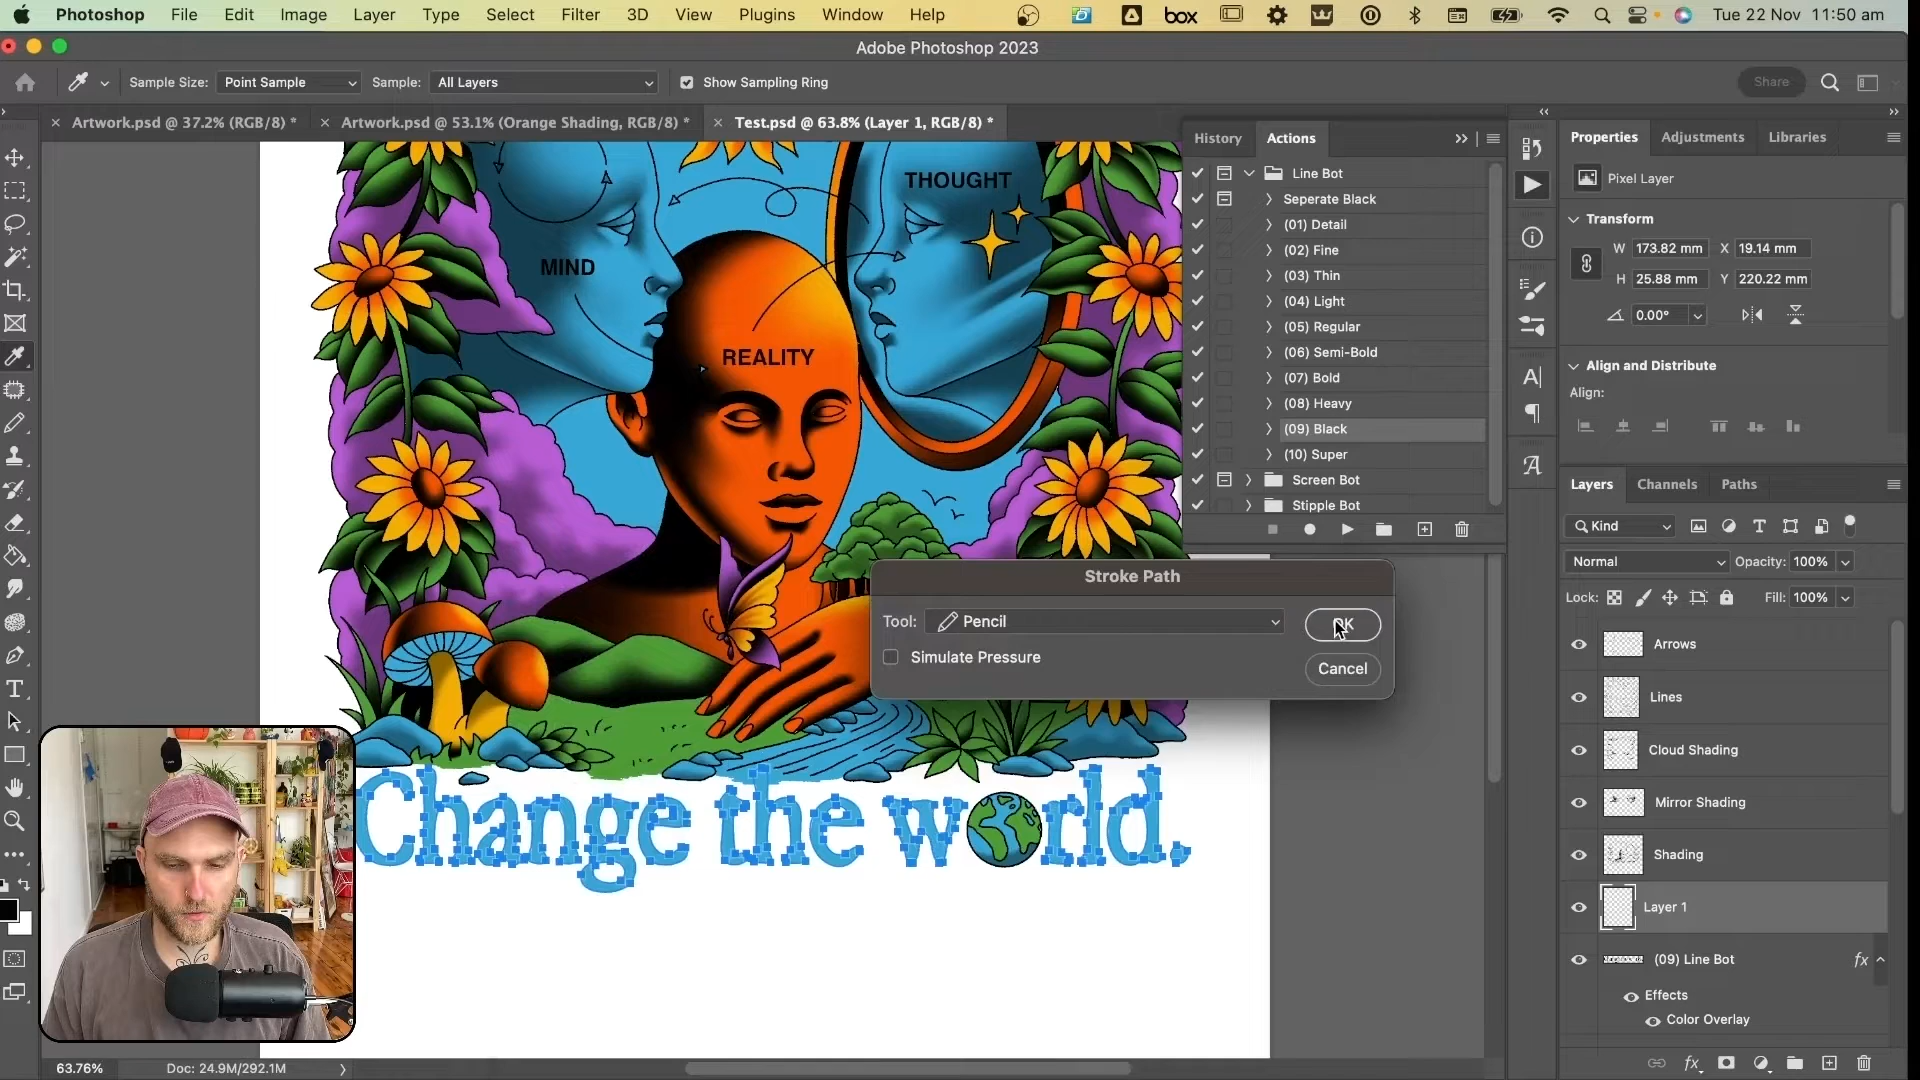 Photoshop File Edit Image Layer Type Select Filter 3D View Plugins Window Help box Tue 22 Nov 11:50 am
Adobe Photoshop 2023
Sample Size: Point Sample Sample: All Layers Show Sampling Ring Share
Artwork.psd @ 37.2% (RGB/8) * Artwork.psd @ 53.1% (Orange Shading, RGB/8) * Test.psd @ 63.8% (Layer 1, RGB/8) *
History Actions
Line Bot
Seperate Black
(01) Detail
(02) Fine
(03) Thin
(04) Light
(05) Regular
(06) Semi-Bold
(07) Bold
(08) Heavy
(09) Black
(10) Super
Screen Bot
Stipple Bot
THOUGHT
MIND
REALITY
Change the world.
Stroke Path
Tool: Pencil OK
Simulate Pressure
Cancel
Properties Adjustments Libraries
Pixel Layer
Transform
W 173.82 mm X 19.14 mm
H 25.88 mm Y 220.22 mm
0.00°
Align and Distribute
Align:
Layers Channels Paths
Kind
Normal Opacity: 100%
Lock: Fill: 100%
Arrows
Lines
Cloud Shading
Mirror Shading
Shading
Layer 1
(09) Line Bot fx
Effects
Color Overlay
fx
63.76% Doc: 24.9M/292.1M